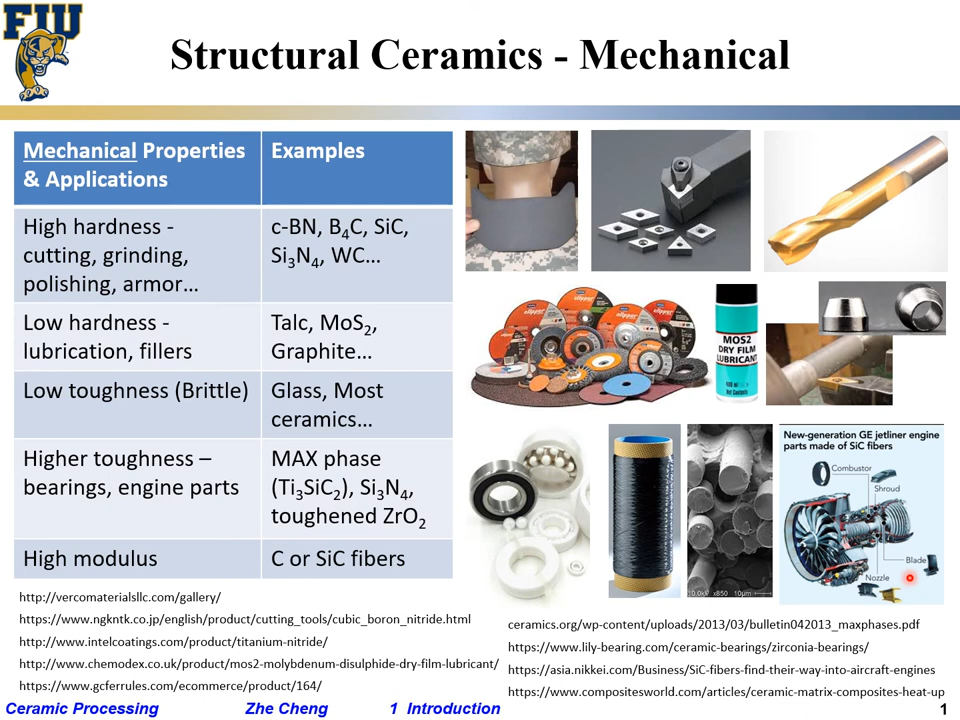 FIU
Structural Ceramics - Mechanical
Mechanical Properties
& Applications
Examples
High hardness -
cutting, grinding,
polishing, armor…
c-BN, B₄C, SiC,
Si₃N₄, WC…
Low hardness -
lubrication, fillers
Talc, MoS₂,
Graphite…
Low toughness (Brittle)
Glass, Most
ceramics…
Higher toughness –
bearings, engine parts
MAX phase
(Ti₃SiC₂), Si₃N₄,
toughened ZrO₂
High modulus
C or SiC fibers
MOS2
DRY FILM
LUBRICANT
10.0kV x850 10μm
New-generation GE jetliner engine
parts made of SiC fibers
Combustor
Shroud
Blade
Nozzle
http://vercomaterialsllc.com/gallery/
https://www.ngkntk.co.jp/english/product/cutting_tools/cubic_boron_nitride.html
http://www.intelcoatings.com/product/titanium-nitride/
http://www.chemodex.co.uk/product/mos2-molybdenum-disulphide-dry-film-lubricant/
https://www.gcferrules.com/ecommerce/product/164/
ceramics.org/wp-content/uploads/2013/03/bulletin042013_maxphases.pdf
https://www.lily-bearing.com/ceramic-bearings/zirconia-bearings/
https://asia.nikkei.com/Business/SiC-fibers-find-their-way-into-aircraft-engines
https://www.compositesworld.com/articles/ceramic-matrix-composites-heat-up
Ceramic Processing
Zhe Cheng
1 Introduction
1